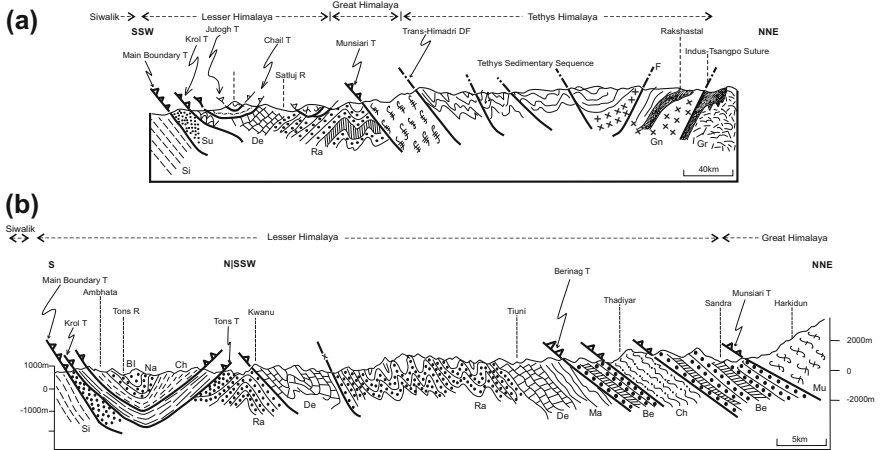 (a)
Great Himalaya
Siwalik Lesser Himalaya Tethys Himalaya
SSW NNE
Jutogh T Chail T Rakshastal
Krol T Munsiari T Trans-Himadri DF Indus-Tsangpo Suture
Main Boundary T Satluj R Tethys Sedimentary Sequence F
Su De Ra Gn Gr
Si
40km
(b)
Siwalik Lesser Himalaya Great Himalaya
S N|SSW NNE
Berinag T
Main Boundary T Thadiyar Munsiari T
Ambhata Sandra Harkidun
Tons R Tons T Kwanu Tiuni
Krol T
BI Na Ch
1000m 2000m
0 0
-1000m -2000m
Si Ra De Ra De Ma Be Ch Be Mu
5km